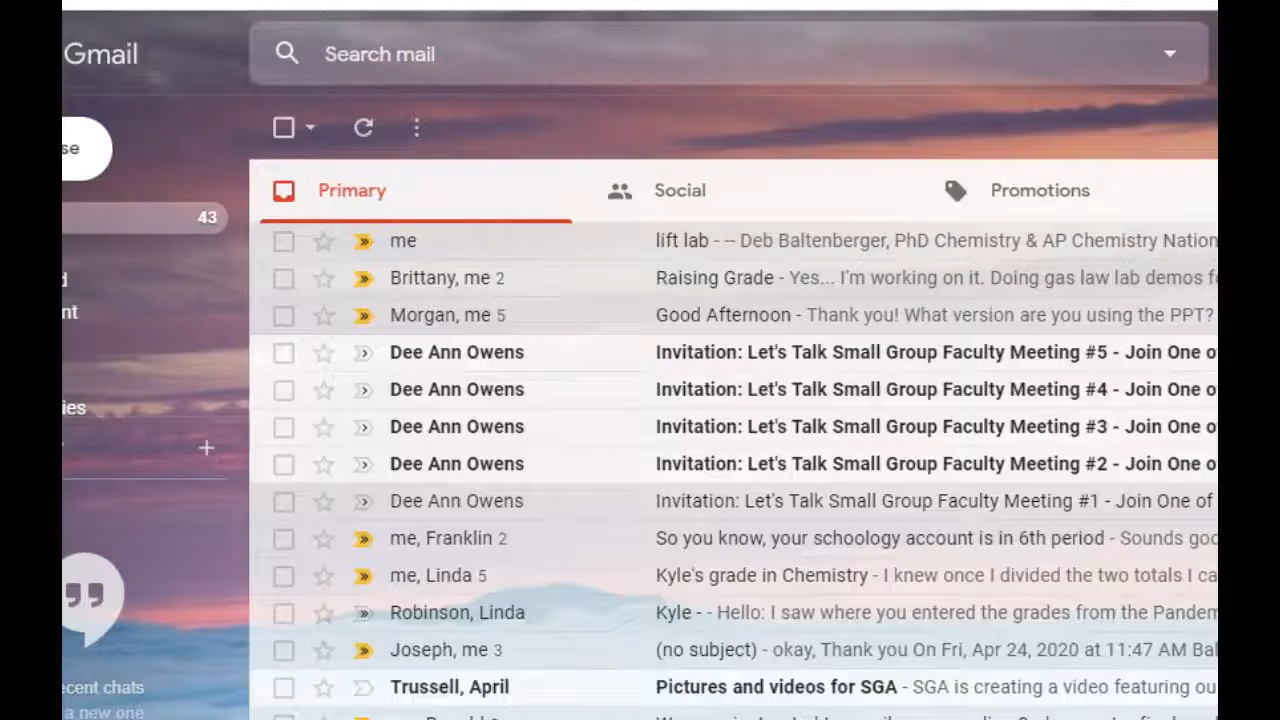 Gmail
Search mail
se
43
Primary
Social
Promotions
me
lift lab - -- Deb Baltenberger, PhD Chemistry & AP Chemistry Nation
Brittany, me 2
Raising Grade - Yes... I'm working on it. Doing gas law lab demos f
Morgan, me 5
Good Afternoon - Thank you! What version are you using the PPT?
nt
Dee Ann Owens
Invitation: Let's Talk Small Group Faculty Meeting #5 - Join One o
Dee Ann Owens
Invitation: Let's Talk Small Group Faculty Meeting #4 - Join One o
ies
Dee Ann Owens
Invitation: Let's Talk Small Group Faculty Meeting #3 - Join One o
Dee Ann Owens
Invitation: Let's Talk Small Group Faculty Meeting #2 - Join One o
Dee Ann Owens
Invitation: Let's Talk Small Group Faculty Meeting #1 - Join One of
me, Franklin 2
So you know, your schoology account is in 6th period - Sounds goo
me, Linda 5
Kyle's grade in Chemistry - I knew once I divided the two totals I ca
Robinson, Linda
Kyle - - Hello: I saw where you entered the grades from the Pandem
Joseph, me 3
(no subject) - okay, Thank you On Fri, Apr 24, 2020 at 11:47 AM Bal
Trussell, April
Pictures and videos for SGA - SGA is creating a video featuring ou
ecent chats
a new one